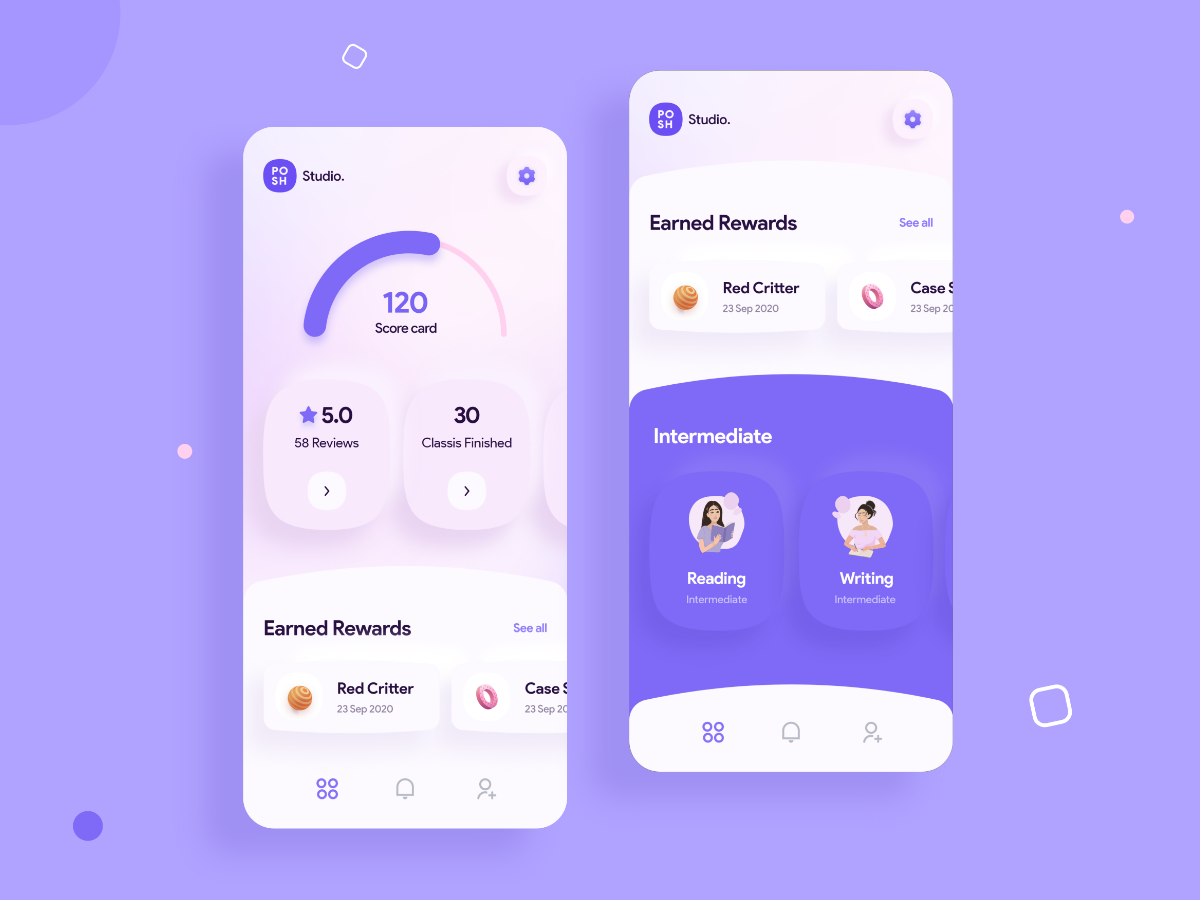 PO
SH
Studio.
120
Score card
5.0
58 Reviews
30
Classis Finished
Earned Rewards
See all
Red Critter
23 Sep 2020
Case S
23 Sep 20
PO
SH
Studio.
Earned Rewards
See all
Red Critter
23 Sep 2020
Case S
23 Sep 20
Intermediate
Reading
Intermediate
Writing
Intermediate